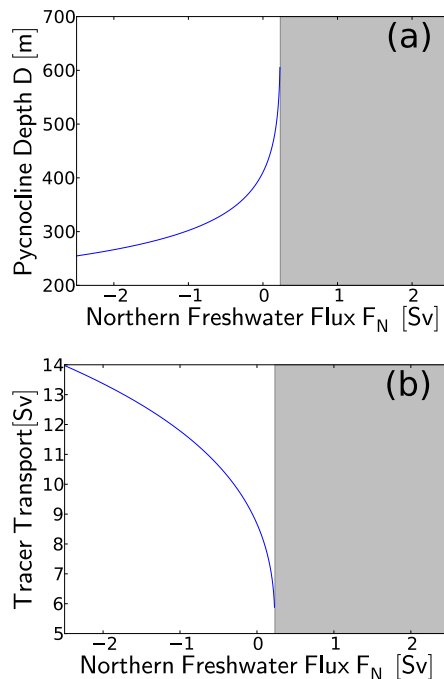 (a)
Pycnocline Depth D [m]
700
600
500
400
300
200
−2 −1 0 1 2
Northern Freshwater Flux F_N [Sv]
(b)
Tracer Transport[Sv]
14
13
12
11
10
9
8
7
6
5
−2 −1 0 1 2
Northern Freshwater Flux F_N [Sv]